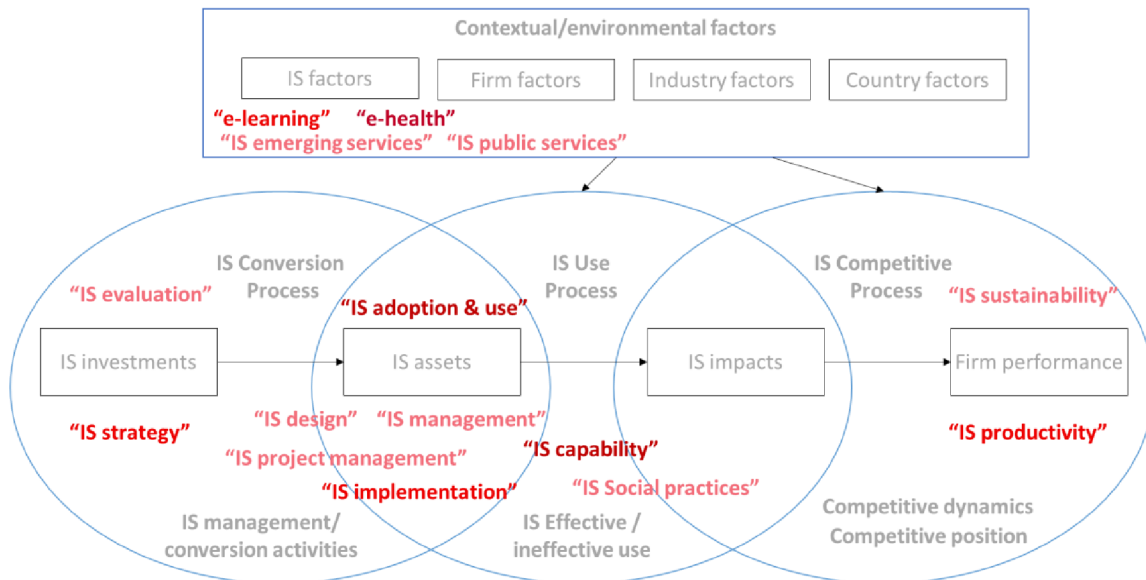 Contextual/environmental factors
IS factors
Firm factors
Industry factors
Country factors
“e-learning”
“e-health”
“IS emerging services”
“IS public services”
IS Conversion
Process
IS Use
Process
IS Competitive
Process
“IS evaluation”
“IS adoption & use”
“IS sustainability”
IS investments
IS assets
IS impacts
Firm performance
“IS strategy”
“IS design”
“IS management”
“IS productivity”
“IS project management”
“IS capability”
“IS implementation”
“IS Social practices”
IS management/
conversion activities
IS Effective /
ineffective use
Competitive dynamics
Competitive position